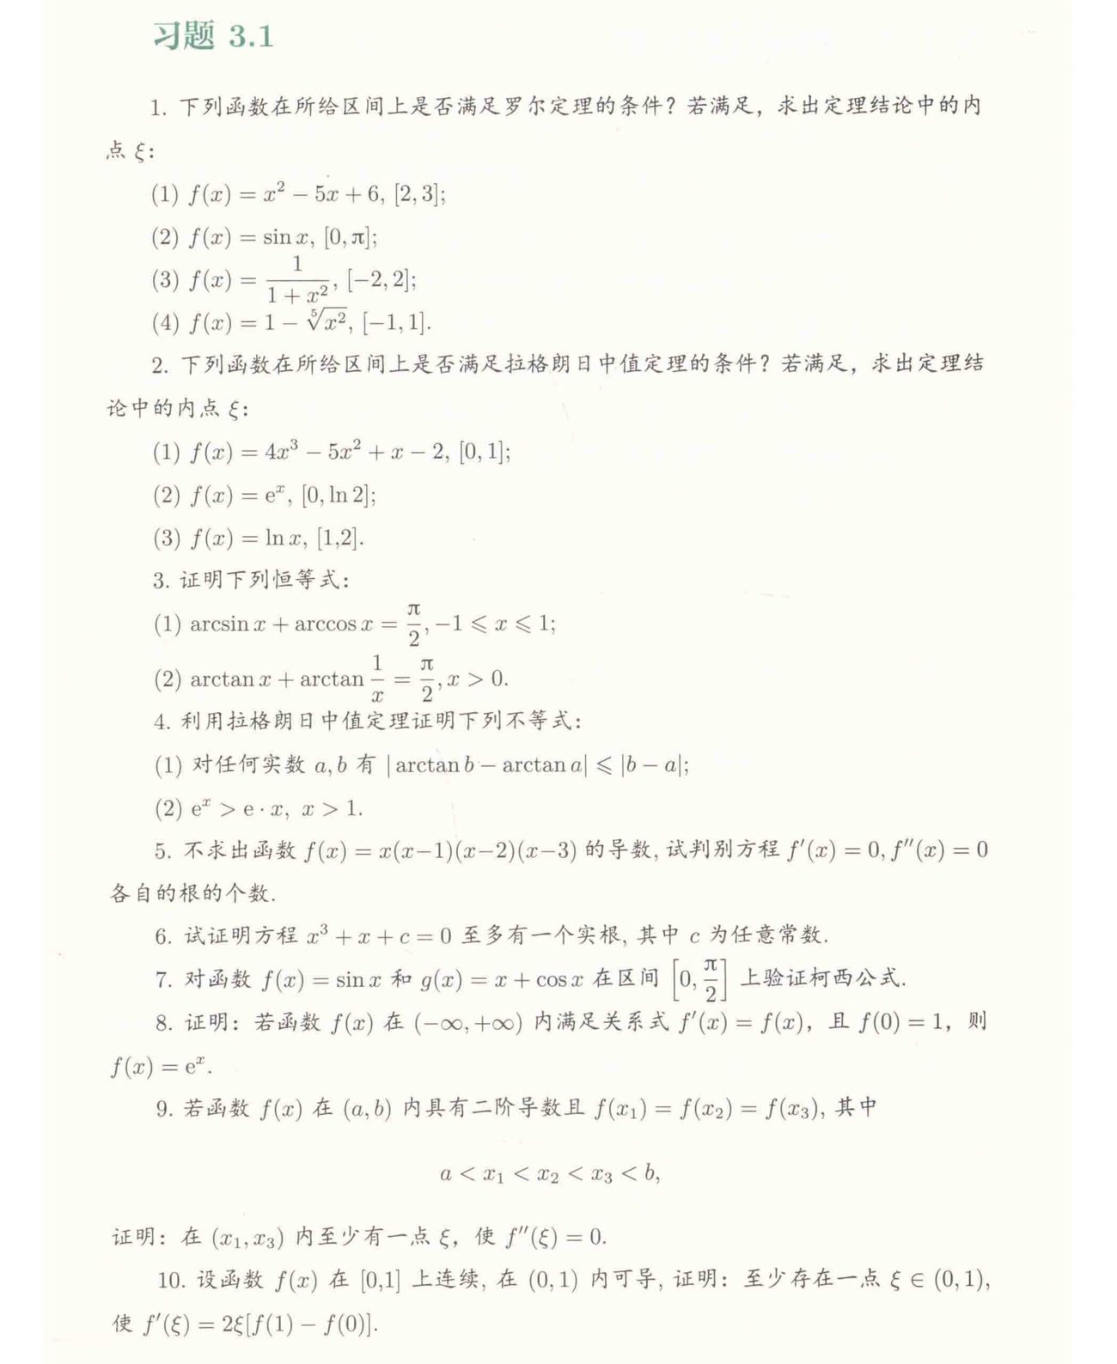 习题 3.1
1. 下列函数在所给区间上是否满足罗尔定理的条件？若满足，求出定理结论中的内
点 ξ：
(1) f(x) = x² − 5x + 6, [2, 3];
(2) f(x) = sin x, [0, π];
(3) f(x) = 1/(1 + x²), [−2, 2];
(4) f(x) = 1 − ⁵√x², [−1, 1].
2. 下列函数在所给区间上是否满足拉格朗日中值定理的条件？若满足，求出定理结
论中的内点 ξ：
(1) f(x) = 4x³ − 5x² + x − 2, [0, 1];
(2) f(x) = eˣ, [0, ln 2];
(3) f(x) = ln x, [1,2].
3. 证明下列恒等式：
(1) arcsin x + arccos x = π/2, −1 ⩽ x ⩽ 1;
(2) arctan x + arctan 1/x = π/2, x > 0.
4. 利用拉格朗日中值定理证明下列不等式：
(1) 对任何实数 a, b 有 | arctan b − arctan a| ⩽ |b − a|;
(2) eˣ > e · x, x > 1.
5. 不求出函数 f(x) = x(x−1)(x−2)(x−3) 的导数, 试判别方程 f′(x) = 0, f″(x) = 0
各自的根的个数.
6. 试证明方程 x³ + x + c = 0 至多有一个实根, 其中 c 为任意常数.
7. 对函数 f(x) = sin x 和 g(x) = x + cos x 在区间 [0, π/2] 上验证柯西公式.
8. 证明：若函数 f(x) 在 (−∞, +∞) 内满足关系式 f′(x) = f(x)，且 f(0) = 1，则
f(x) = eˣ.
9. 若函数 f(x) 在 (a, b) 内具有二阶导数且 f(x₁) = f(x₂) = f(x₃), 其中
a < x₁ < x₂ < x₃ < b,
证明：在 (x₁, x₃) 内至少有一点 ξ，使 f″(ξ) = 0.
10. 设函数 f(x) 在 [0,1] 上连续, 在 (0, 1) 内可导, 证明：至少存在一点 ξ ∈ (0, 1),
使 f′(ξ) = 2ξ[f(1) − f(0)].